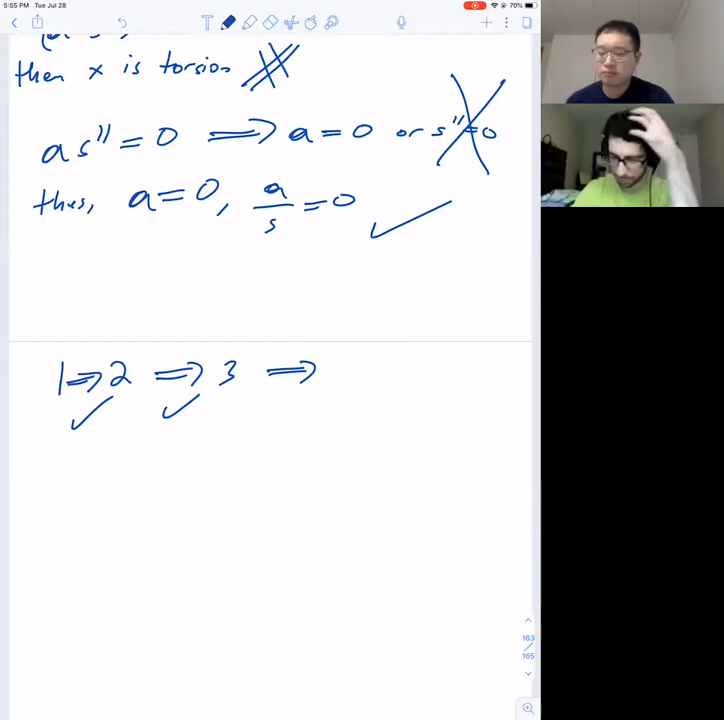 5:55 PM Tue Jul 28
70%
then x is torsion
as'' = 0 ⟹ a = 0 or s'' = 0
thus, a = 0, a/s = 0 ✓
1 ⟹ 2 ⟹ 3 ⟹
✓ ✓
163
165